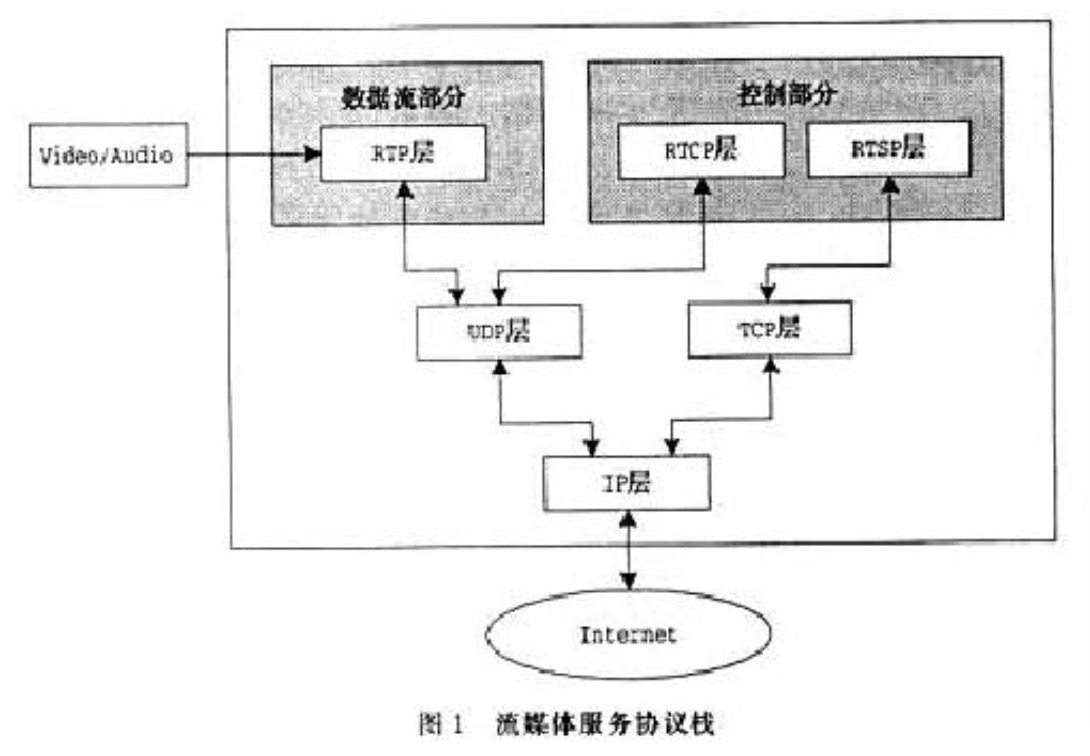 数据流部分
控制部分
Video/Audio
RTP层
RTCP层
RTSP层
UDP层
TCP层
IP层
Internet
图 1 流媒体服务协议栈